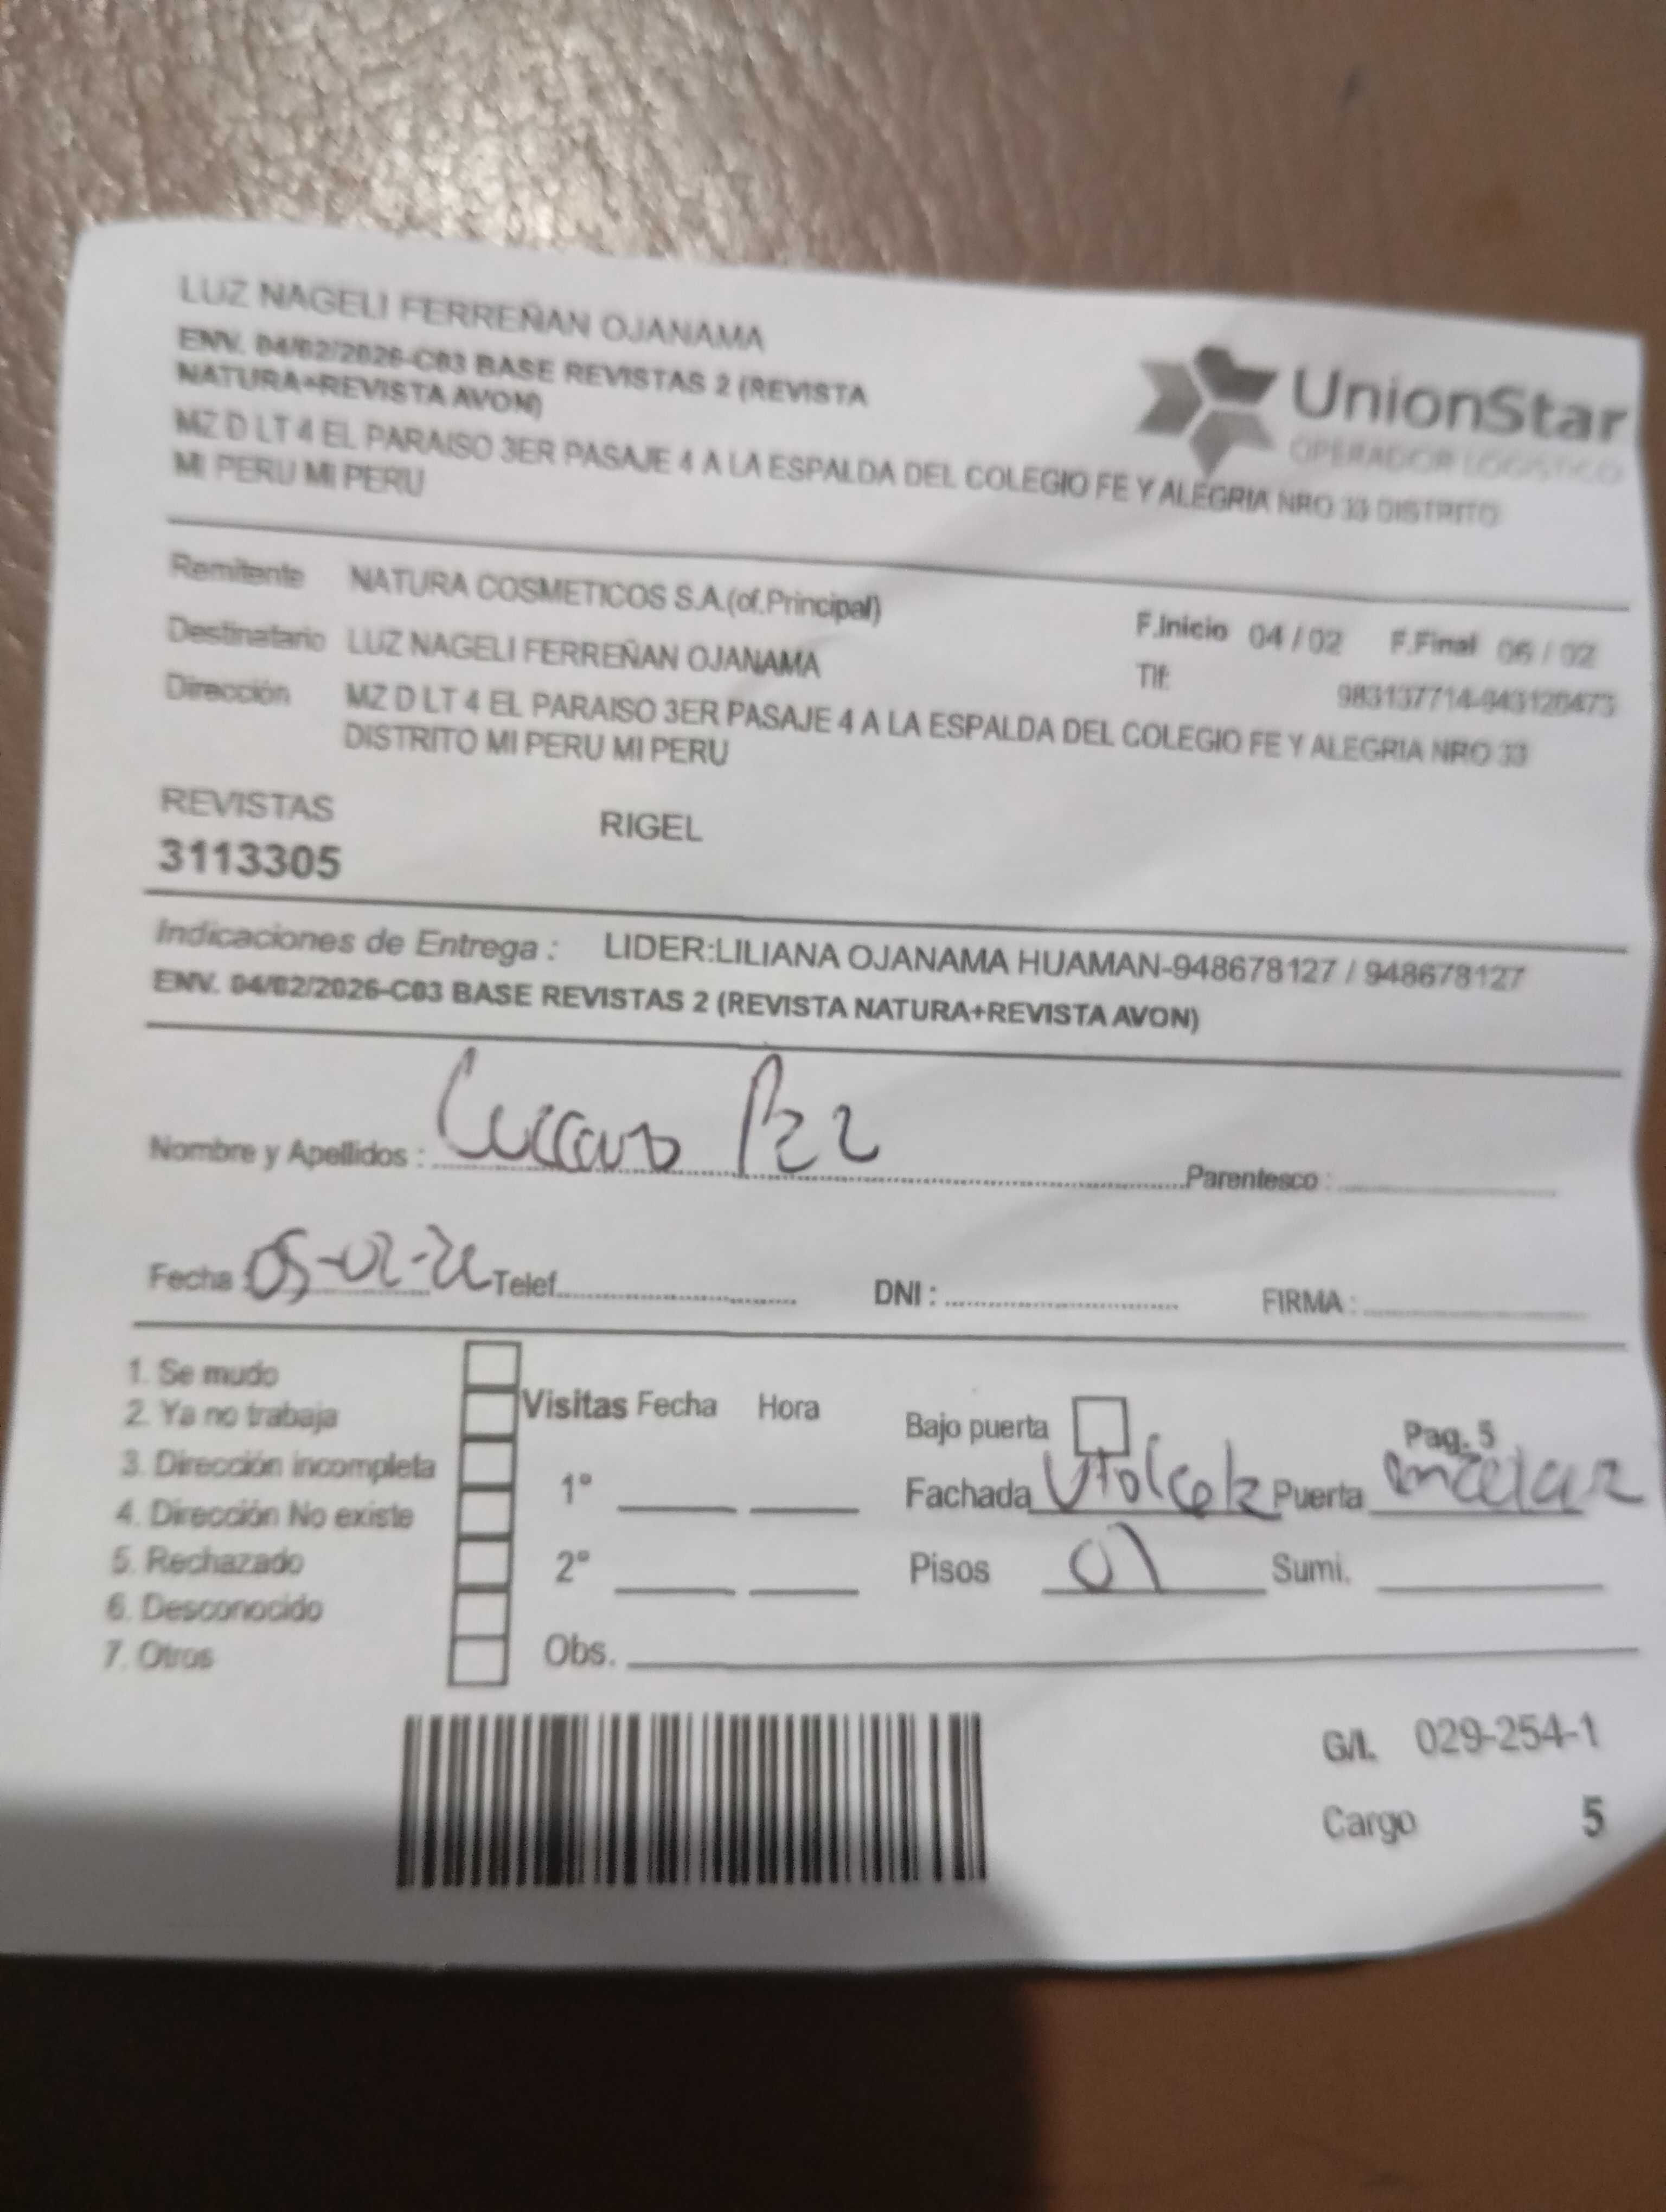 LUZ NAGELI FERREÑAN OJANAMA
ENV. 04/02/2026-C03 BASE REVISTAS 2 (REVISTA
NATURA+REVISTA AVON)
MZ D LT 4 EL PARAISO 3ER PASAJE 4 A LA ESPALDA DEL COLEGIO FE Y ALEGRIA NRO 33 DISTRITO
MI PERU MI PERU
UnionStar
OPERADOR LOGISTICO
Remitente NATURA COSMETICOS S.A.(of.Principal)
F.Inicio 04 / 02 F.Final 06 / 02
Destinatario LUZ NAGELI FERREÑAN OJANAMA
Tlf: 983137714-943120473
Dirección MZ D LT 4 EL PARAISO 3ER PASAJE 4 A LA ESPALDA DEL COLEGIO FE Y ALEGRIA NRO 33
DISTRITO MI PERU MI PERU
REVISTAS RIGEL
3113305
Indicaciones de Entrega : LIDER:LILIANA OJANAMA HUAMAN-948678127 / 948678127
ENV. 04/02/2026-C03 BASE REVISTAS 2 (REVISTA NATURA+REVISTA AVON)
Nombre y Apellidos : Parentesco :
Fecha : 05-02-26 Telef. DNI : FIRMA :
1. Se mudo
2. Ya no trabaja
3. Dirección incompleta
4. Dirección No existe
5. Rechazado
6. Desconocido
7. Otros
Visitas Fecha Hora
1°
2°
Obs.
Bajo puerta Pag. 5
Fachada Puerta
Pisos 01 Sumi.
G/I. 029-254-1
Cargo 5